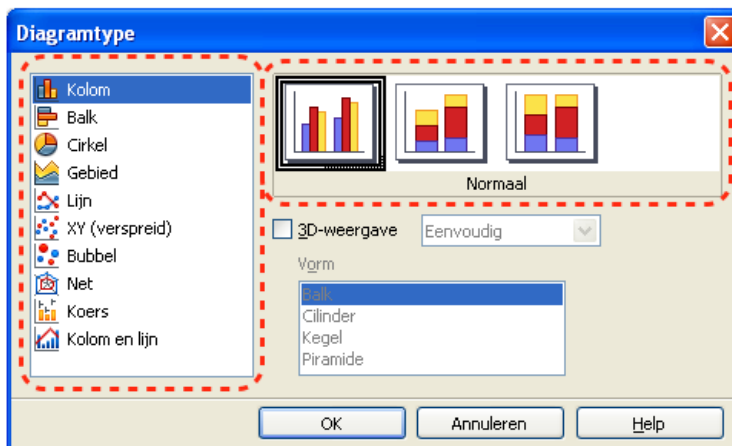 Diagramtype
Kolom
Balk
Cirkel
Gebied
Lijn
XY (verspreid)
Bubbel
Net
Koers
Kolom en lijn
Normaal
3D-weergave
Eenvoudig
Vorm
Balk
Cilinder
Kegel
Piramide
OK
Annuleren
Help